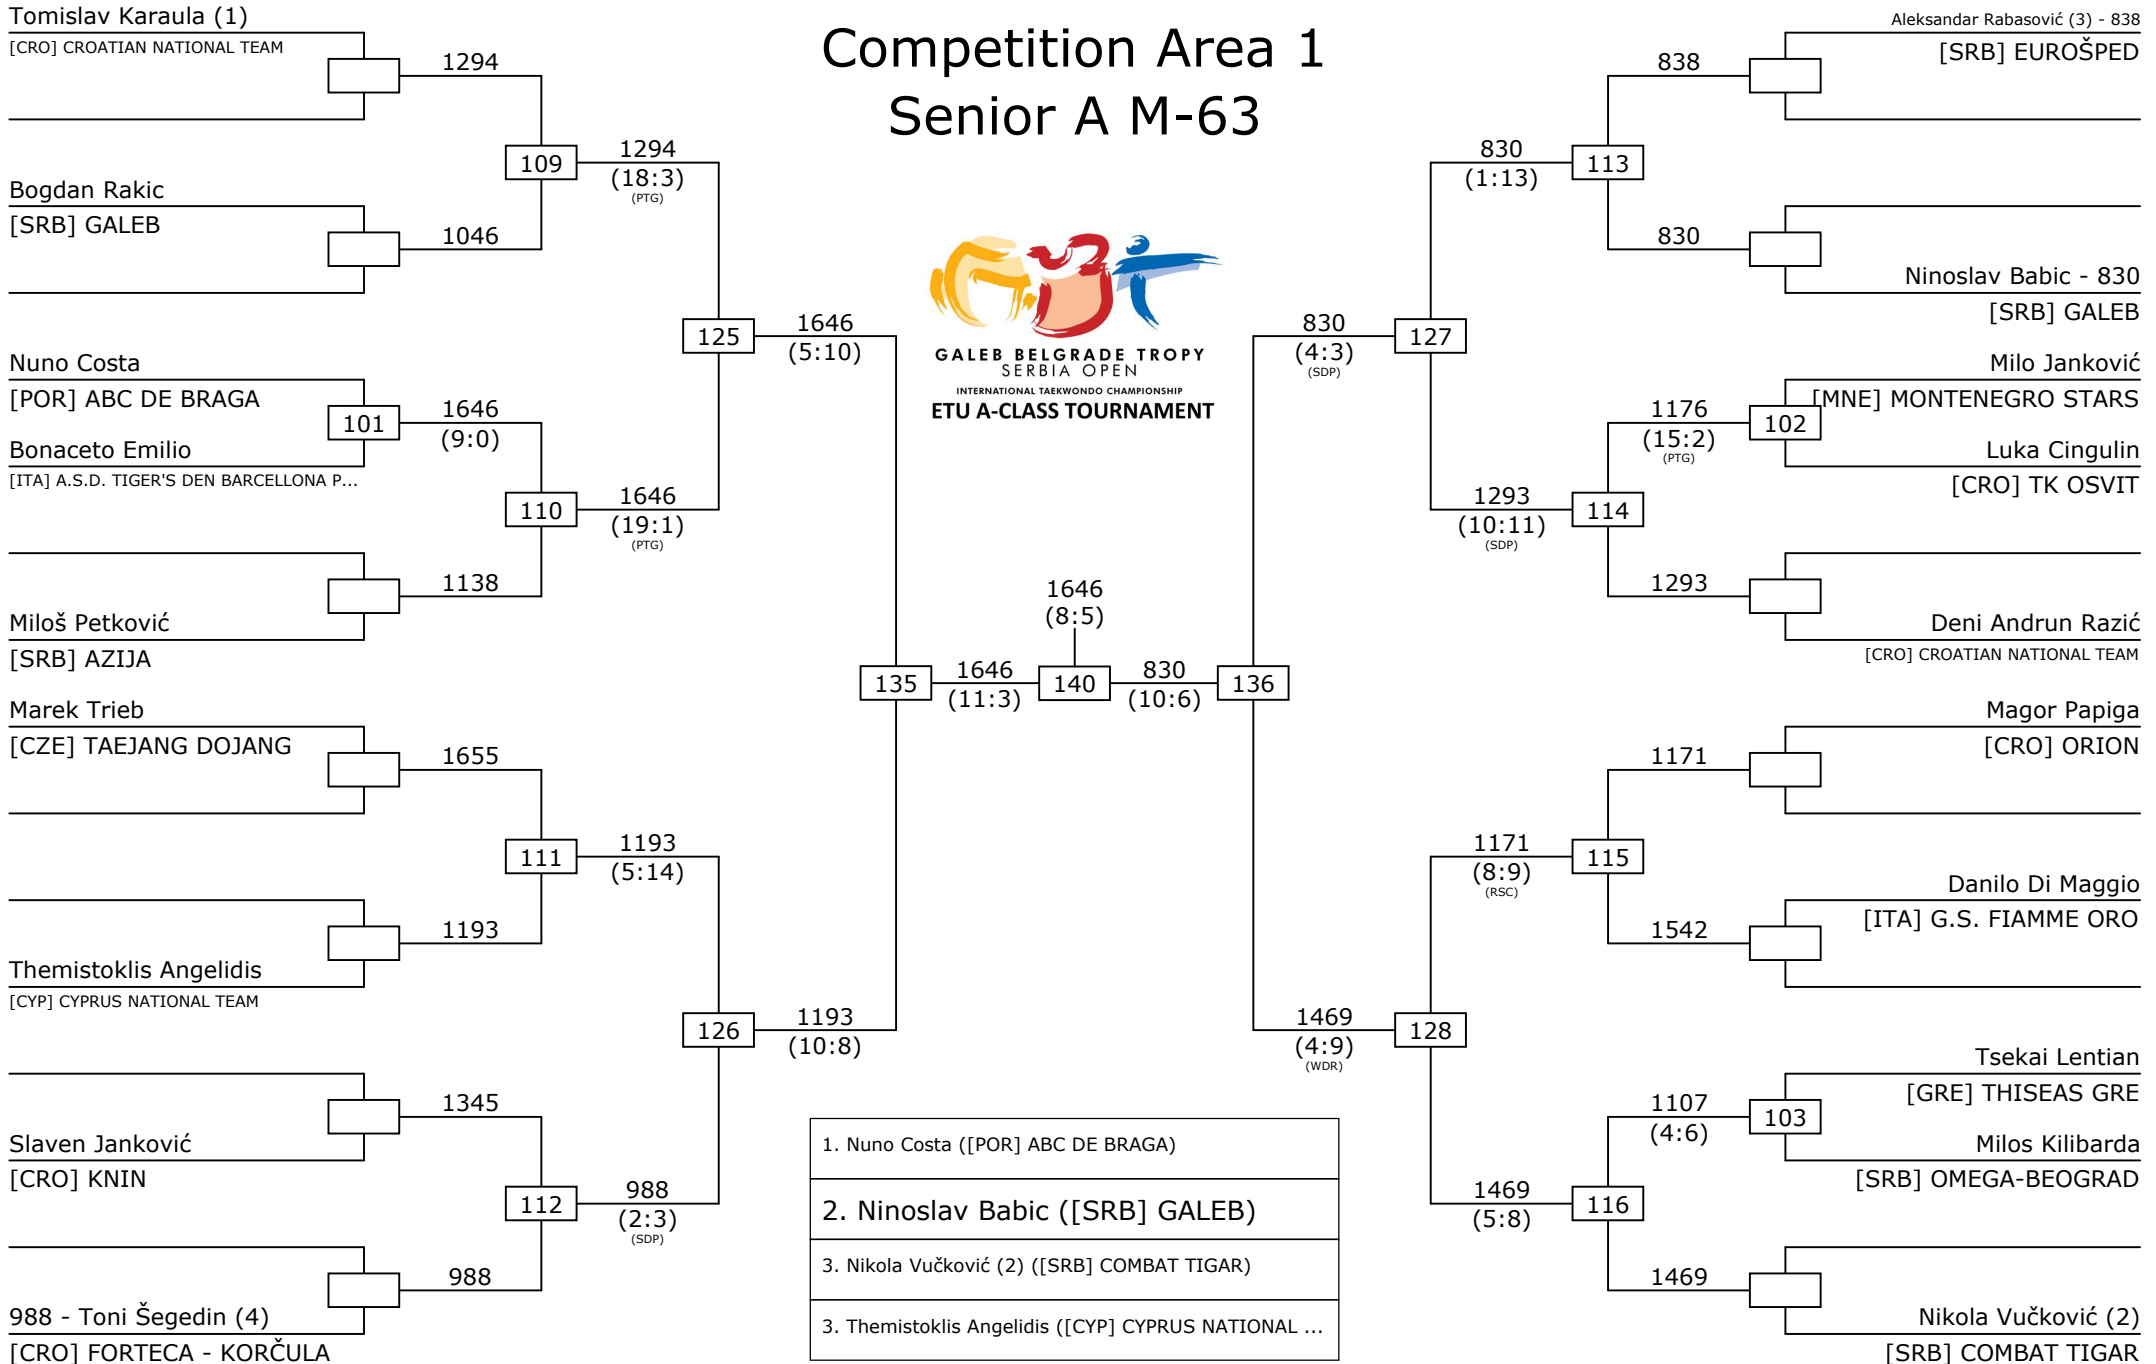 Competition Area 1
Senior A M-63
Tomislav Karaula (1)
[CRO] CROATIAN NATIONAL TEAM
1294
109
1294
(18:3)
(PTG)
Bogdan Rakic
[SRB] GALEB
1046
125
1646
(5:10)
Nuno Costa
[POR] ABC DE BRAGA
101
1646
(9:0)
Bonaceto Emilio
[ITA] A.S.D. TIGER'S DEN BARCELLONA P...
110
1646
(19:1)
(PTG)
1138
Miloš Petković
[SRB] AZIJA
135
1646
(11:3)
Marek Trieb
[CZE] TAEJANG DOJANG
1655
111
1193
(5:14)
1193
Themistoklis Angelidis
[CYP] CYPRUS NATIONAL TEAM
126
1193
(10:8)
1345
Slaven Janković
[CRO] KNIN
112
988
(2:3)
(SDP)
988
988 - Toni Šegedin (4)
[CRO] FORTECA - KORČULA
GALEB BELGRADE TROPY
SERBIA OPEN
INTERNATIONAL TAEKWONDO CHAMPIONSHIP
ETU A-CLASS TOURNAMENT
1646
(8:5)
140
830
(10:6)
136
Aleksandar Rabasović (3) - 838
[SRB] EUROŠPED
838
830
(1:13)
113
830
Ninoslav Babic - 830
[SRB] GALEB
830
(4:3)
(SDP)
127
Milo Janković
[MNE] MONTENEGRO STARS
1176
(15:2)
(PTG)
102
Luka Cingulin
[CRO] TK OSVIT
1293
(10:11)
(SDP)
114
1293
Deni Andrun Razić
[CRO] CROATIAN NATIONAL TEAM
Magor Papiga
[CRO] ORION
1171
1171
(8:9)
(RSC)
115
Danilo Di Maggio
[ITA] G.S. FIAMME ORO
1542
1469
(4:9)
(WDR)
128
Tsekai Lentian
[GRE] THISEAS GRE
1107
(4:6)
103
Milos Kilibarda
[SRB] OMEGA-BEOGRAD
1469
(5:8)
116
1469
Nikola Vučković (2)
[SRB] COMBAT TIGAR
1. Nuno Costa ([POR] ABC DE BRAGA)
2. Ninoslav Babic ([SRB] GALEB)
3. Nikola Vučković (2) ([SRB] COMBAT TIGAR)
3. Themistoklis Angelidis ([CYP] CYPRUS NATIONAL ...